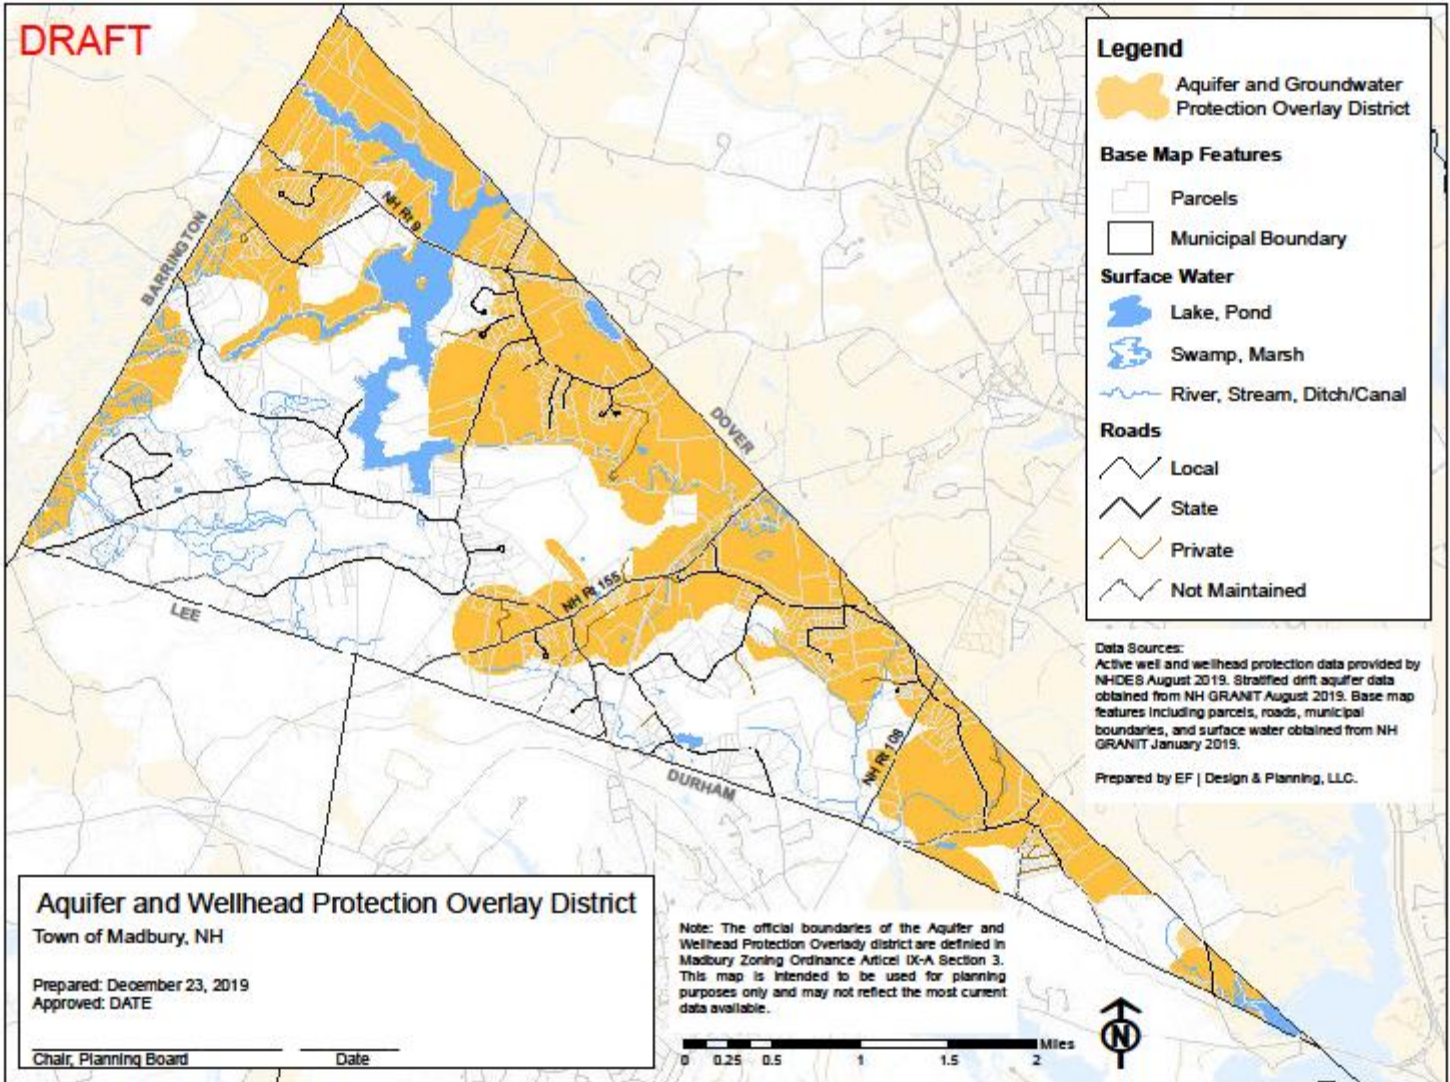 DRAFT
BARRINGTON
NH Rt 9
DOVER
NH Rt 155
LEE
NH Rt 108
DURHAM
Legend
Aquifer and Groundwater
Protection Overlay District
Base Map Features
Parcels
Municipal Boundary
Surface Water
Lake, Pond
Swamp, Marsh
River, Stream, Ditch/Canal
Roads
Local
State
Private
Not Maintained
Data Sources:
Active well and wellhead protection data provided by
NHDES August 2019. Stratified drift aquifer data
obtained from NH GRANIT August 2019. Base map
features including parcels, roads, municipal
boundaries, and surface water obtained from NH
GRANIT January 2019.
Prepared by EF | Design & Planning, LLC.
Aquifer and Wellhead Protection Overlay District
Town of Madbury, NH
Prepared: December 23, 2019
Approved: DATE
Chair, Planning Board Date
Note: The official boundaries of the Aquifer and
Wellhead Protection Overlady district are definied in
Madbury Zoning Ordinance Articel IX-A Section 3.
This map is intended to be used for planning
purposes only and may not reflect the most current
data available.
Miles
0 0.25 0.5 1 1.5 2
N